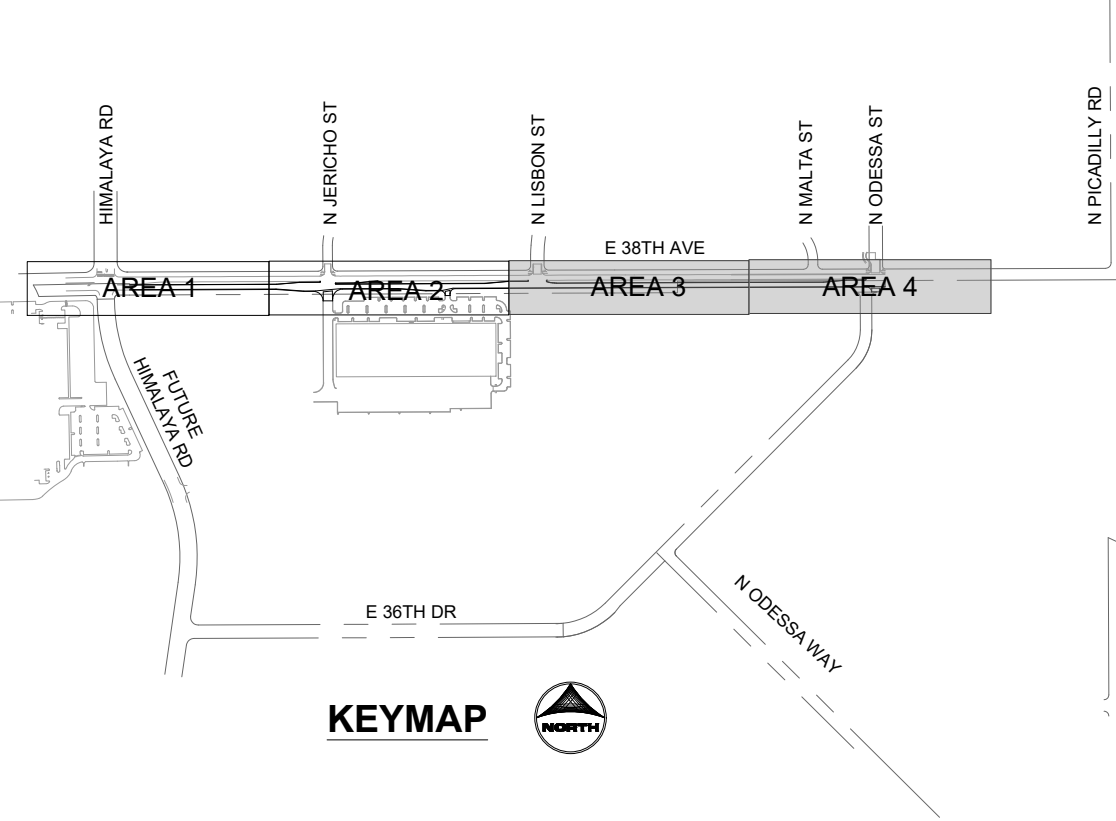 HIMALAYA RD
N JERICHO ST
N LISBON ST
N MALTA ST
N ODESSA ST
N PICADILLY RD
E 38TH AVE
AREA 1
AREA 2
AREA 3
AREA 4
FUTURE
HIMALAYA RD
E 36TH DR
N ODESSA WAY
KEYMAP
NORTH